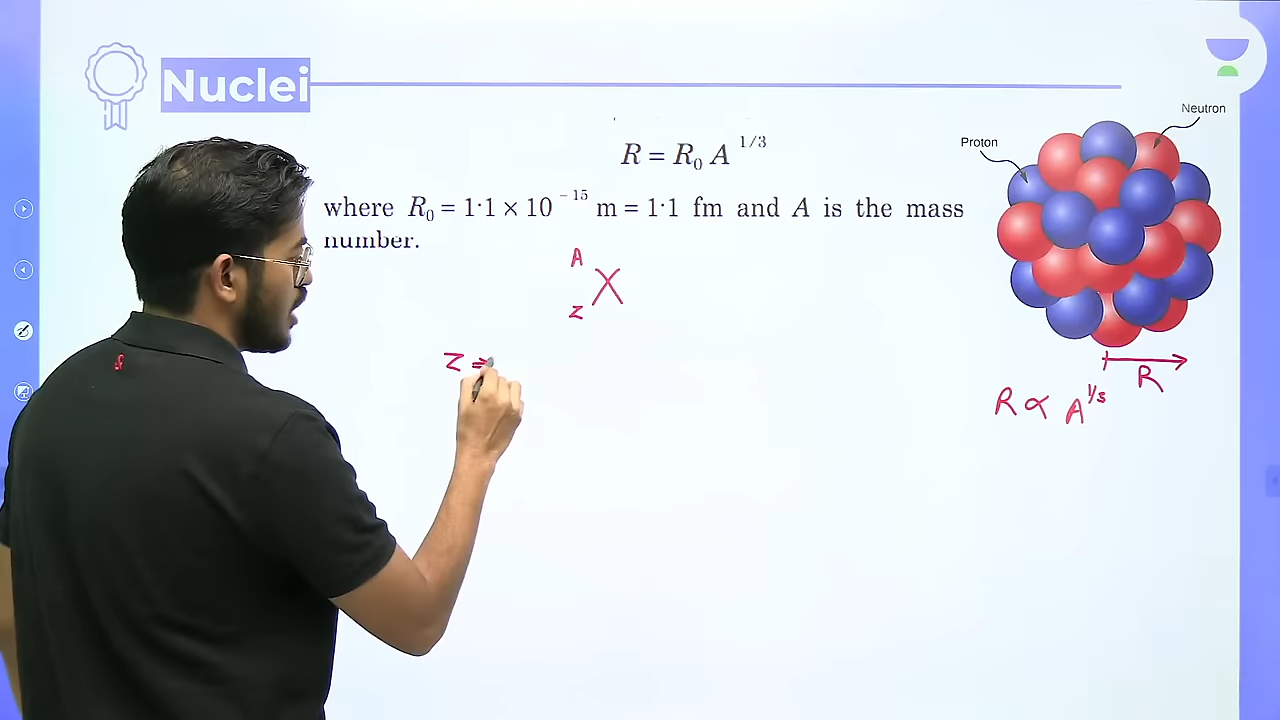 Nuclei
Neutron
Proton
R = R₀ A ^1/3
where R₀ = 1·1 × 10⁻¹⁵ m = 1·1 fm and A is the mass
number.
A
X
Z
Z ⇒
R
R ∝ A^1/3